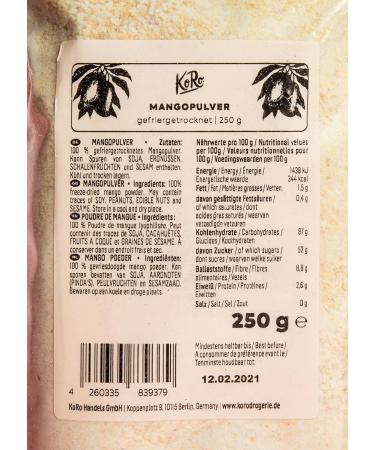 KoRo
MANGOPULVER
gefriergetrocknet | 250 g
DE MANGOPULVER • Zutaten:
100 % gefriergetrocknetes Mangopulver.
Kann Spuren von SOJA, ERDNÜSSEN,
SCHALENFRÜCHTEN und SESAM enthalten.
Kühl und trocken lagern.
MANGOPULVER • Ingredients: 100%
freeze-dried mango powder. May contain
traces of SOY, PEANUTS, EDIBLE NUTS and
SESAME. Store in a cool and dry place.
POUDRE DE MANGUE • Ingrédients:
100 % Poudre de mangue lyophilisée. Peut
contenir des traces de SOJA, CACAHUÈTES,
FRUITS A COQUE et GRAINES DE SÉSAME. À
conserver dans un endroit frais et sec.
MANGO POEDER • Ingrediënten:
100 % gevriesdroogde mango poeder. Kan
sporen bevatten van SOJA, AARDNOTEN
(PINDA'S), PEULVRUCHTEN en SESAMZAAD.
Bewaren op een koele en droge plaats.
4 260335 839379
KoRo Handels GmbH | Koppenplatz 9, 10115 Berlin, Germany | www.korodrogerie.de
Nährwerte pro 100 g / Nutritional values
per 100g / Valeurs nutritionnelles pour
100g / Voedingswaarden per 100g
Energie / Energy / Énergie / 1438 kJ
Energetische waarde 344 kcal
Fett / Fat / Matières grasses / Vetten 1,5 g
davon gesättigte Fettsäuren / 0,4 g
of which saturates / dont
acides gras saturés / waarvan
verzadigde vetzuren
Kohlenhydrate / Carbohydrates / 67 g
Glucides / Koolhydraten
davon Zucker / of which sugars / 52 g
dont sucres / waarvan welke suiker
Ballaststoffe / Fibre / Fibres 8,8 g
alimentaires / Vezels
Eiweiß / Protein / Protéines / 2,6 g
Eiwitten
Salz / Salt / Sel / Zout 0 g
250 g e
Mindestens haltbar bis / Best before /
A consommer de préférence avant le /
Tenminste houdbaar tot:
12.02.2021